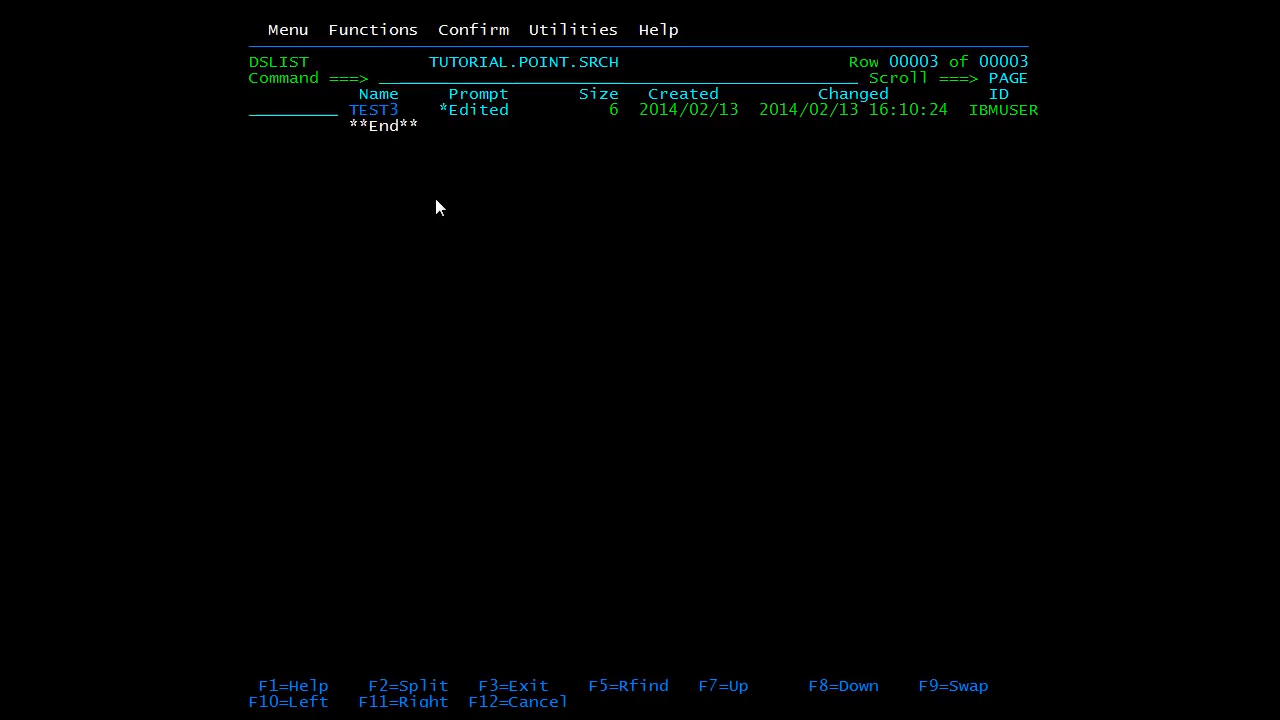 Menu Functions Confirm Utilities Help
DSLIST TUTORIAL.POINT.SRCH Row 00003 of 00003
Command ===> Scroll ===> PAGE
Name Prompt Size Created Changed ID
TEST3 *Edited 6 2014/02/13 2014/02/13 16:10:24 IBMUSER
**End**
F1=Help F2=Split F3=Exit F5=Rfind F7=Up F8=Down F9=Swap
F10=Left F11=Right F12=Cancel